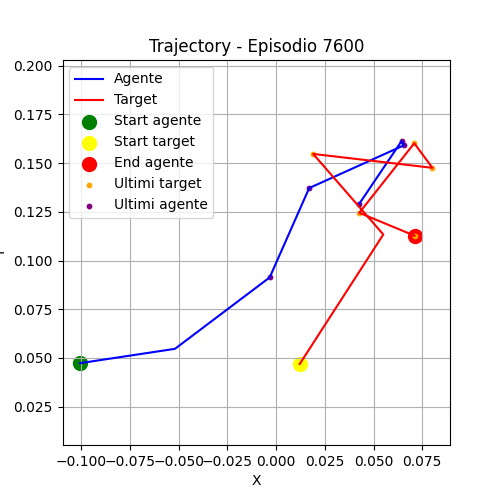 Trajectory - Episodio 7600
0.200
0.175
0.150
0.125
0.100
0.075
0.050
0.025
Agente
Target
Start agente
Start target
End agente
Ultimi target
Ultimi agente
−0.100 −0.075 −0.050 −0.025 0.000 0.025 0.050 0.075
X